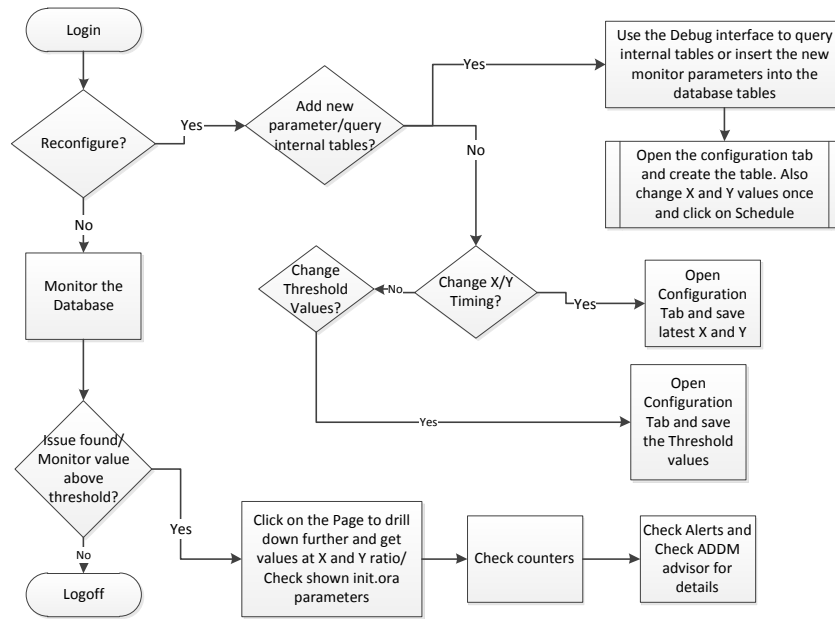 Login
Use the Debug interface to query
internal tables or insert the new
monitor parameters into the
database tables
Yes
Reconfigure?
Yes
Add new
parameter/query
internal tables?
No
Open the configuration tab
and create the table. Also
change X and Y values once
and click on Schedule
No
Monitor the
Database
Change
Threshold
Values?
No
Change X/Y
Timing?
Yes
Open
Configuration
Tab and save
latest X and Y
Yes
Open
Configuration
Tab and save
the Threshold
values
Issue found/
Monitor value
above
threshold?
Yes
Click on the Page to drill
down further and get
values at X and Y ratio/
Check shown init.ora
parameters
Check counters
Check Alerts and
Check ADDM
advisor for
details
No
Logoff